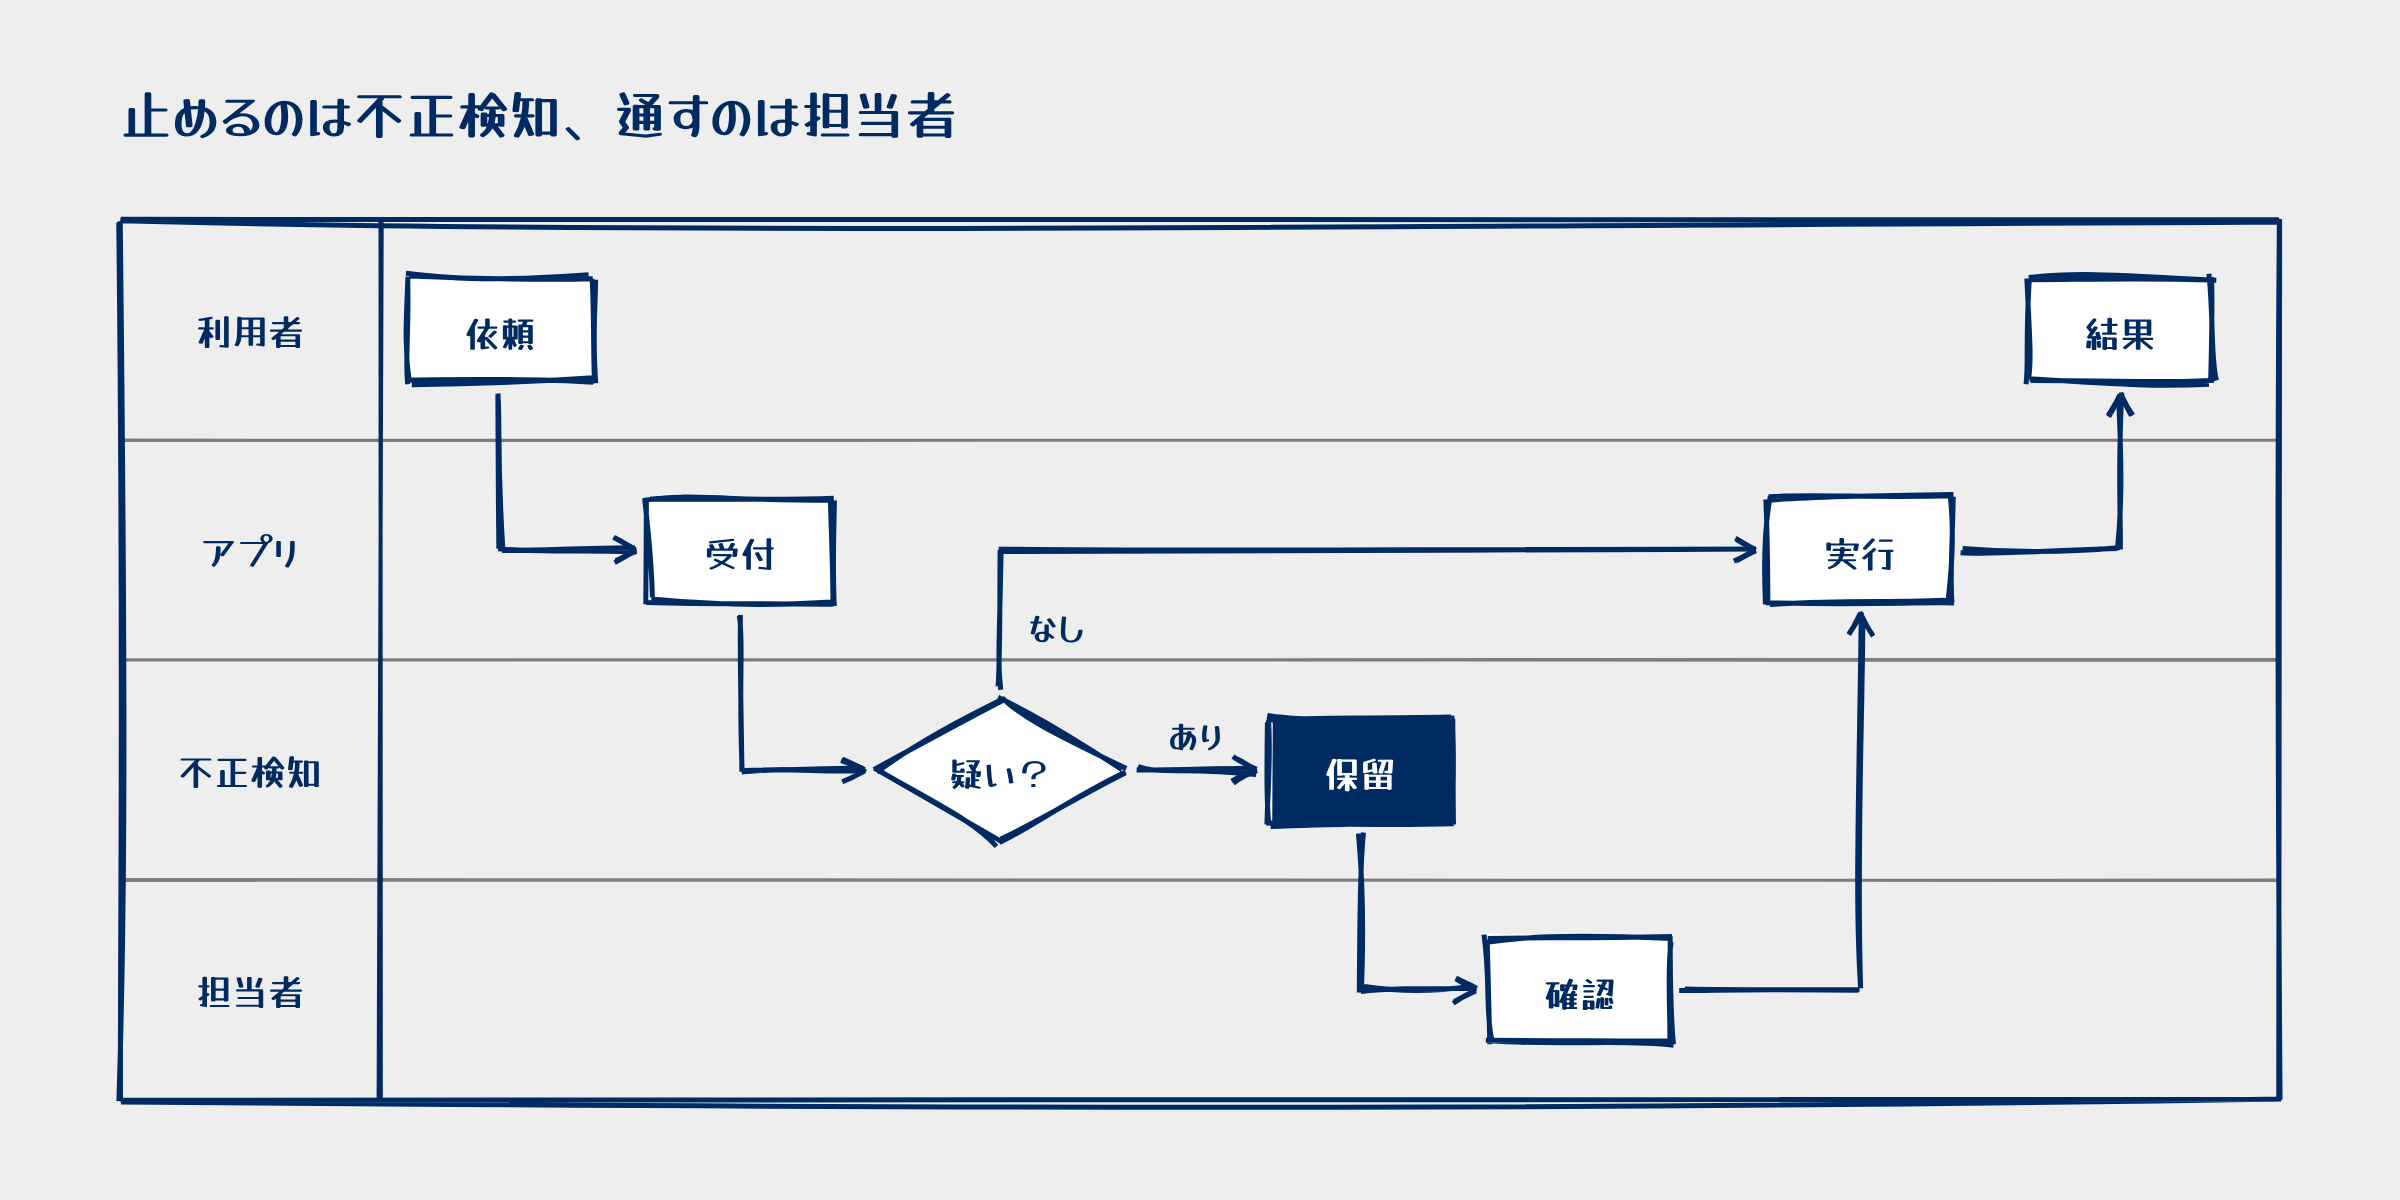 止めるのは不正検知、通すのは担当者
利用者
依頼
結果
アプリ
受付
実行
なし
不正検知
疑い？
あり
保留
担当者
確認